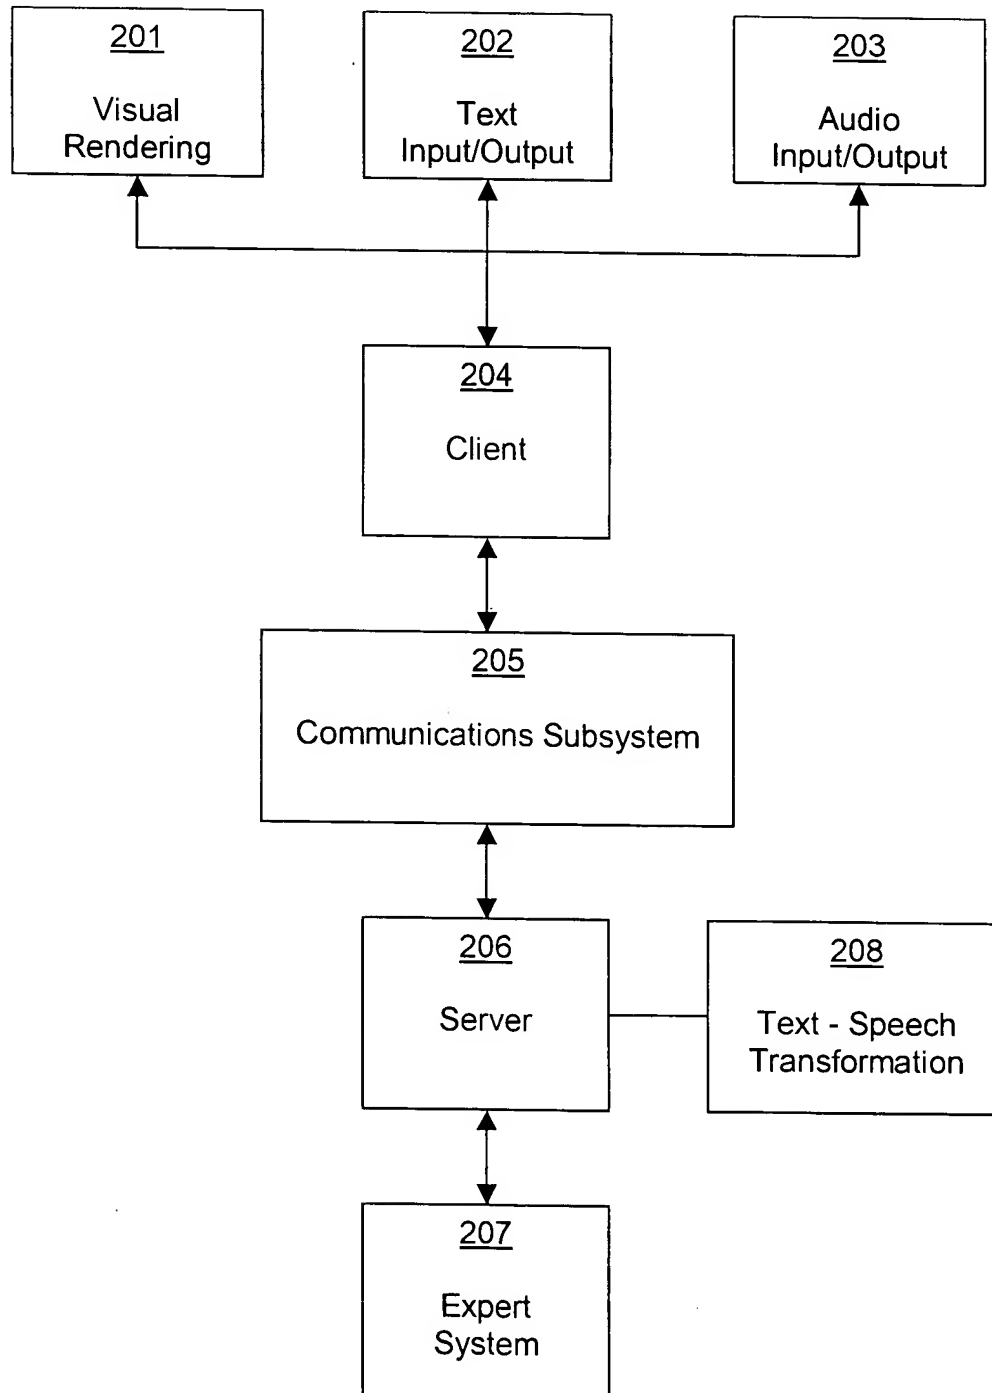 201
Visual
Rendering
202
Text
Input/Output
203
Audio
Input/Output
204
Client
205
Communications Subsystem
206
Server
208
Text - Speech
Transformation
207
Expert
System